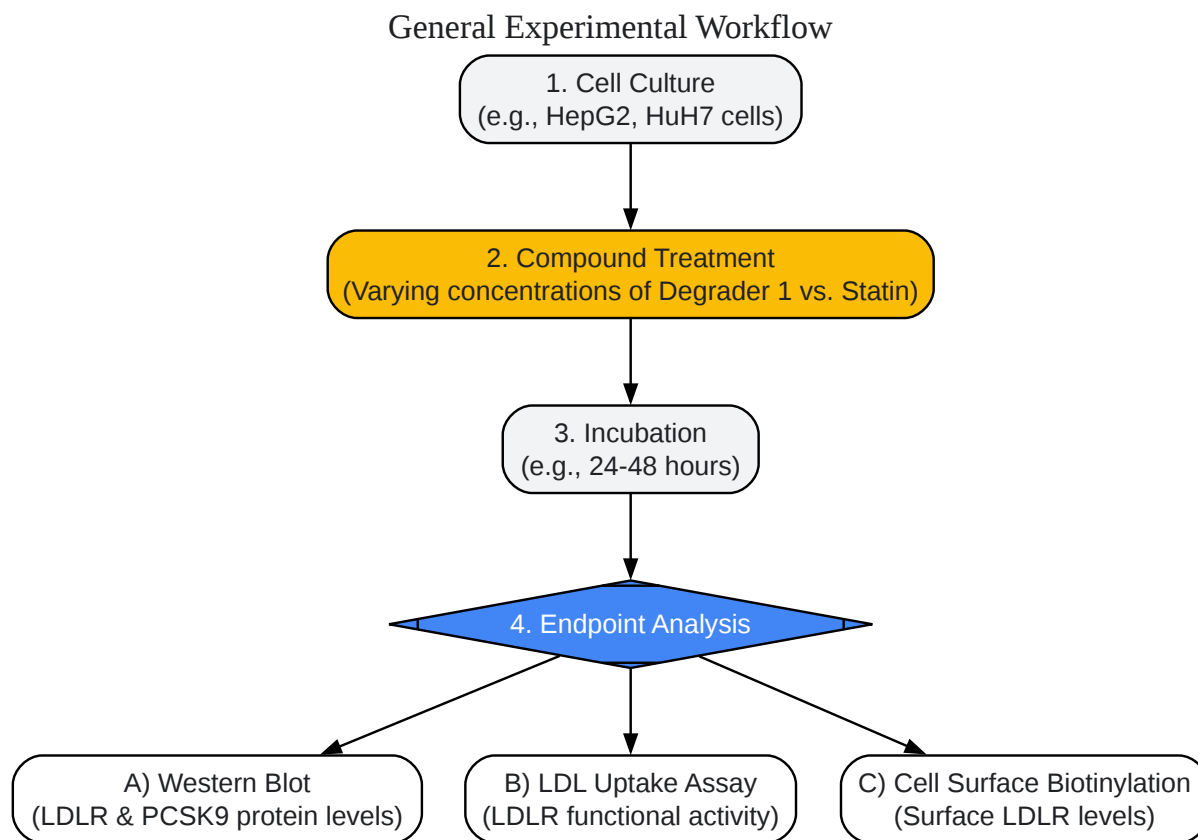 General Experimental Workflow
1. Cell Culture
(e.g., HepG2, HuH7 cells)
2. Compound Treatment
(Varying concentrations of Degrader 1 vs. Statin)
3. Incubation
(e.g., 24-48 hours)
4. Endpoint Analysis
A) Western Blot
(LDLR & PCSK9 protein levels)
B) LDL Uptake Assay
(LDLR functional activity)
C) Cell Surface Biotinylation
(Surface LDLR levels)